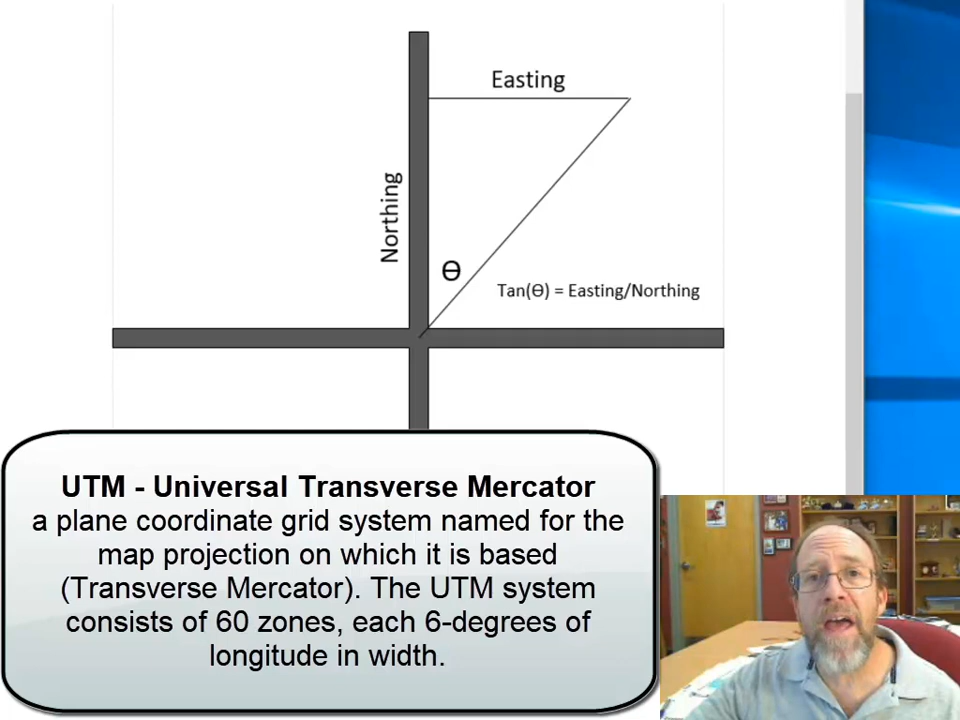 Easting
Northing
Ɵ
Tan(Ɵ) = Easting/Northing
UTM - Universal Transverse Mercator
a plane coordinate grid system named for the
map projection on which it is based
(Transverse Mercator). The UTM system
consists of 60 zones, each 6-degrees of
longitude in width.